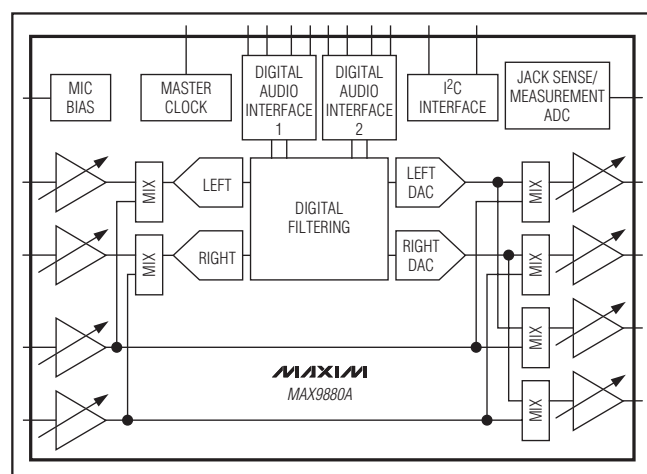 MIC
BIAS
MASTER
CLOCK
DIGITAL
AUDIO
INTERFACE
1
DIGITAL
AUDIO
INTERFACE
2
I²C
INTERFACE
JACK SENSE/
MEASUREMENT
ADC
MIX
LEFT
DIGITAL
FILTERING
LEFT
DAC
MIX
MIX
RIGHT
RIGHT
DAC
MIX
MIX
MAXIM
MAX9880A
MIX